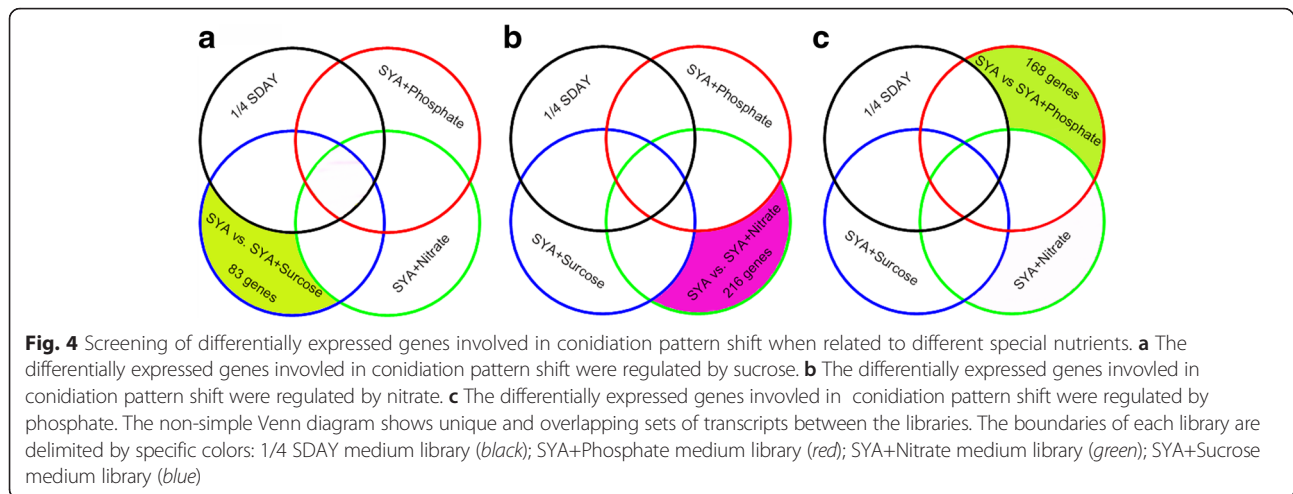 a
1/4 SDAY
SYA+Phosphate
SYA vs. SYA+Surcose
83 genes
SYA+Nitrate
b
1/4 SDAY
SYA+Phosphate
SYA+Surcose
SYA vs. SYA+Nitrate
216 genes
c
1/4 SDAY
168 genes
SYA vs SYA+Phosphate
SYA+Surcose
SYA+Nitrate
Fig. 4 Screening of differentially expressed genes involved in conidiation pattern shift when related to different special nutrients. a The
differentially expressed genes invovled in conidiation pattern shift were regulated by sucrose. b The differentially expressed genes invovled in
conidiation pattern shift were regulated by nitrate. c The differentially expressed genes invovled in conidiation pattern shift were regulated by
phosphate. The non-simple Venn diagram shows unique and overlapping sets of transcripts between the libraries. The boundaries of each library are
delimited by specific colors: 1/4 SDAY medium library (black); SYA+Phosphate medium library (red); SYA+Nitrate medium library (green); SYA+Sucrose
medium library (blue)